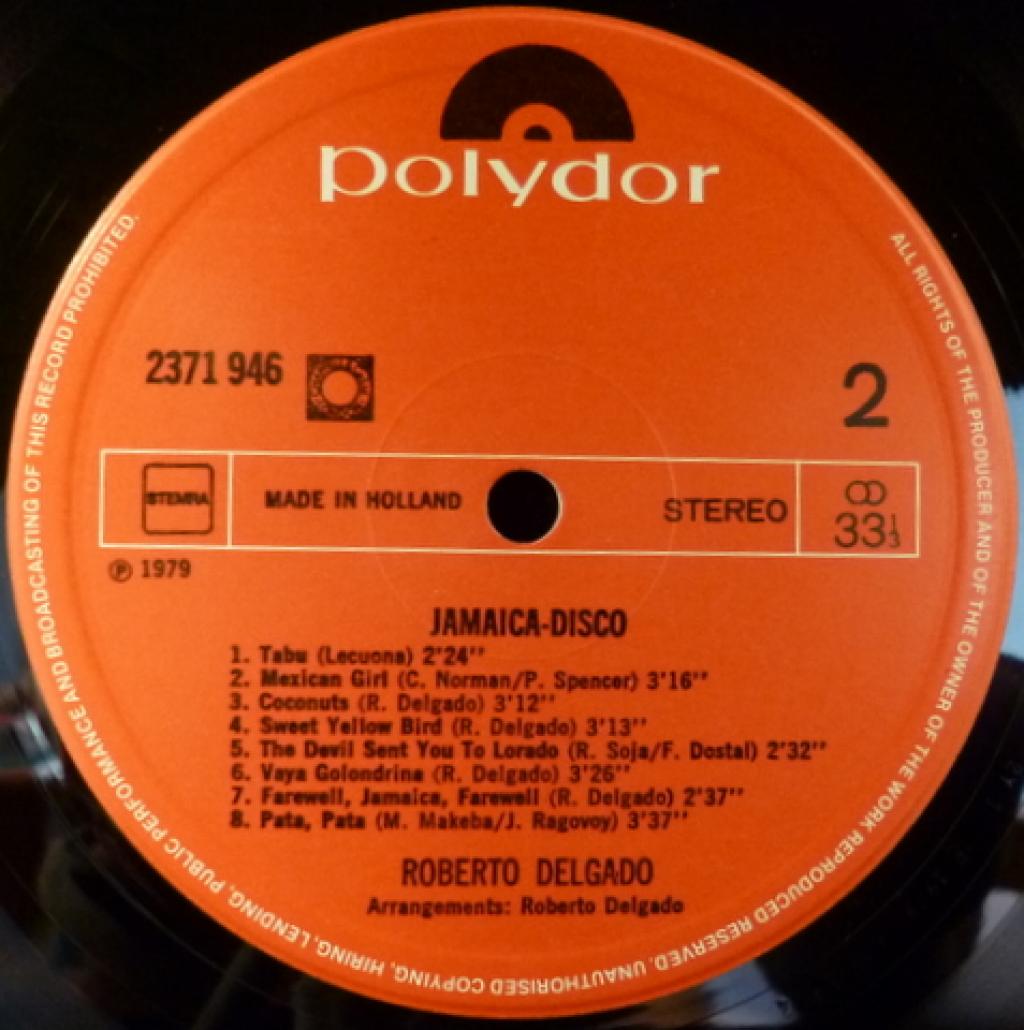 polydor
2371 946
2
STEMRA
MADE IN HOLLAND
STEREO
33 1/3
℗ 1979
JAMAICA-DISCO
1. Tabu (Lecuona) 2'24''
2. Mexican Girl (C. Norman/P. Spencer) 3'16''
3. Coconuts (R. Delgado) 3'12''
4. Sweet Yellow Bird (R. Delgado) 3'13''
5. The Devil Sent You To Lorado (R. Soja/F. Dostal) 2'32''
6. Vaya Golondrina (R. Delgado) 3'26''
7. Farewell, Jamaica, Farewell (R. Delgado) 2'37''
8. Pata, Pata (M. Makeba/J. Ragovoy) 3'37''
ROBERTO DELGADO
Arrangements: Roberto Delgado
ALL RIGHTS OF THE PRODUCER AND OF THE OWNER OF THE WORK REPRODUCED RESERVED. UNAUTHORISED COPYING, HIRING, LENDING, PUBLIC PERFORMANCE AND BROADCASTING OF THIS RECORD PROHIBITED.